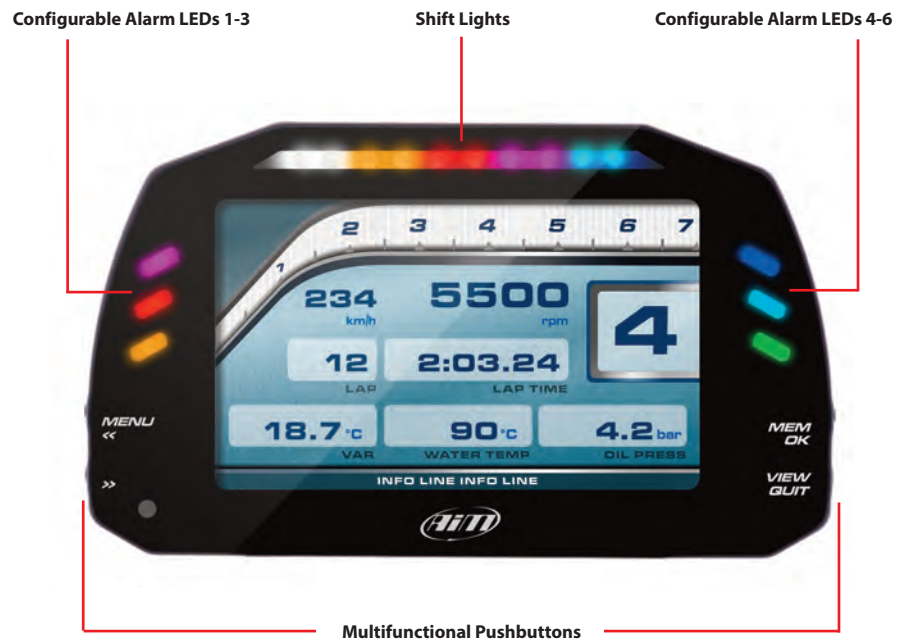 Configurable Alarm LEDs 1-3
Shift Lights
Configurable Alarm LEDs 4-6
1 2 3 4 5 6 7
234 km/h
5500 rpm
4
12 LAP
2:03.24 LAP TIME
MENU <<
>>
18.7 °C VAR
90 °C WATER TEMP
4.2 bar OIL PRESS
MEM OK
VIEW QUIT
INFO LINE INFO LINE
AiM
Multifunctional Pushbuttons